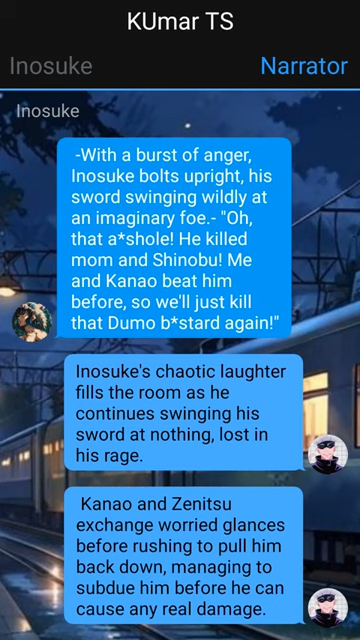 KUmar TS
Inosuke
Narrator
Inosuke
-With a burst of anger,
Inosuke bolts upright, his
sword swinging wildly at
an imaginary foe.- "Oh,
that a*shole! He killed
mom and Shinobu! Me
and Kanao beat him
before, so we'll just kill
that Dumo b*stard again!"
Inosuke's chaotic laughter
fills the room as he
continues swinging his
sword at nothing, lost in
his rage.
Kanao and Zenitsu
exchange worried glances
before rushing to pull him
back down, managing to
subdue him before he can
cause any real damage.